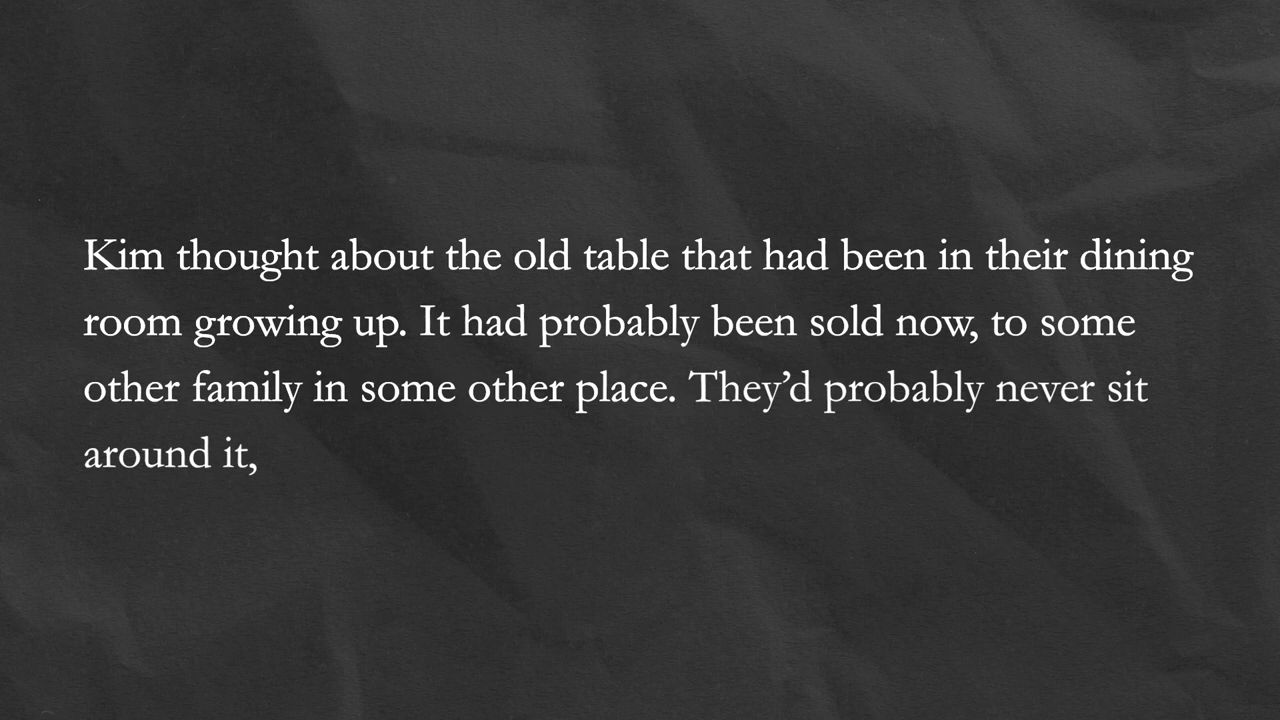 Kim thought about the old table that had been in their dining
room growing up. It had probably been sold now, to some
other family in some other place. They’d probably never sit
around it,